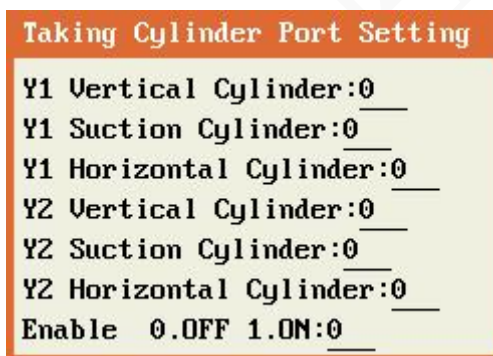 Taking Cylinder Port Setting
Y1 Vertical Cylinder:0
Y1 Suction Cylinder:0
Y1 Horizontal Cylinder:0
Y2 Vertical Cylinder:0
Y2 Suction Cylinder:0
Y2 Horizontal Cylinder:0
Enable 0.OFF 1.ON:0